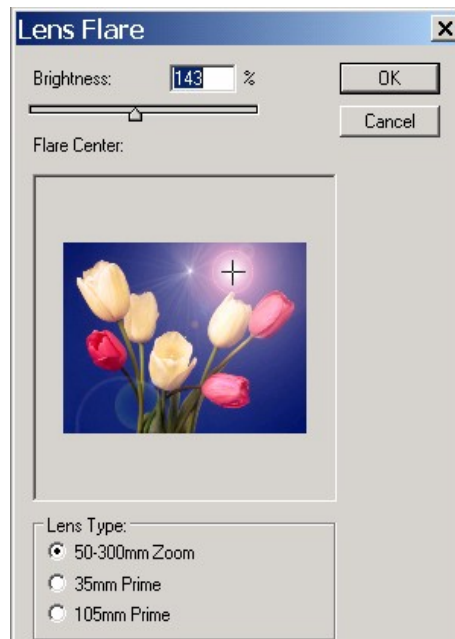 Lens Flare
Brightness: 143 % OK
Cancel
Flare Center:
Lens Type:
50-300mm Zoom
35mm Prime
105mm Prime